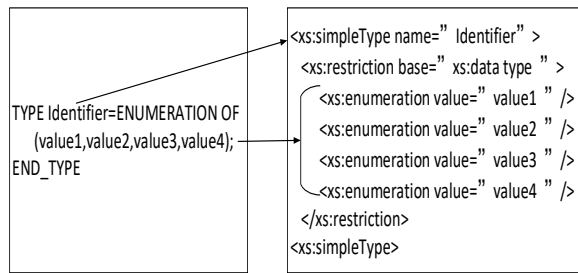 TYPE Identifier=ENUMERATION OF
(value1,value2,value3,value4);
END_TYPE
<xs:simpleType name=” Identifier” >
<xs:restriction base=” xs:data type ” >
<xs:enumeration value=” value1 ” />
<xs:enumeration value=” value2 ” />
<xs:enumeration value=” value3 ” />
<xs:enumeration value=” value4 ” />
</xs:restriction>
<xs:simpleType>